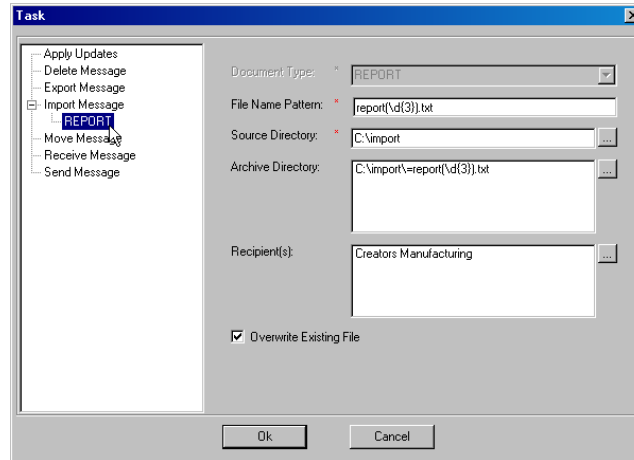 Task
Apply Updates
Delete Message
Export Message
Import Message
REPORT
Move Message
Receive Message
Send Message
Document Type: * REPORT
File Name Pattern: * report(\d{3}).txt
Source Directory: * C:\import ...
Archive Directory: C:\import\=report(\d{3}).txt ...
Recipient(s): Creators Manufacturing ...
Overwrite Existing File
Ok Cancel